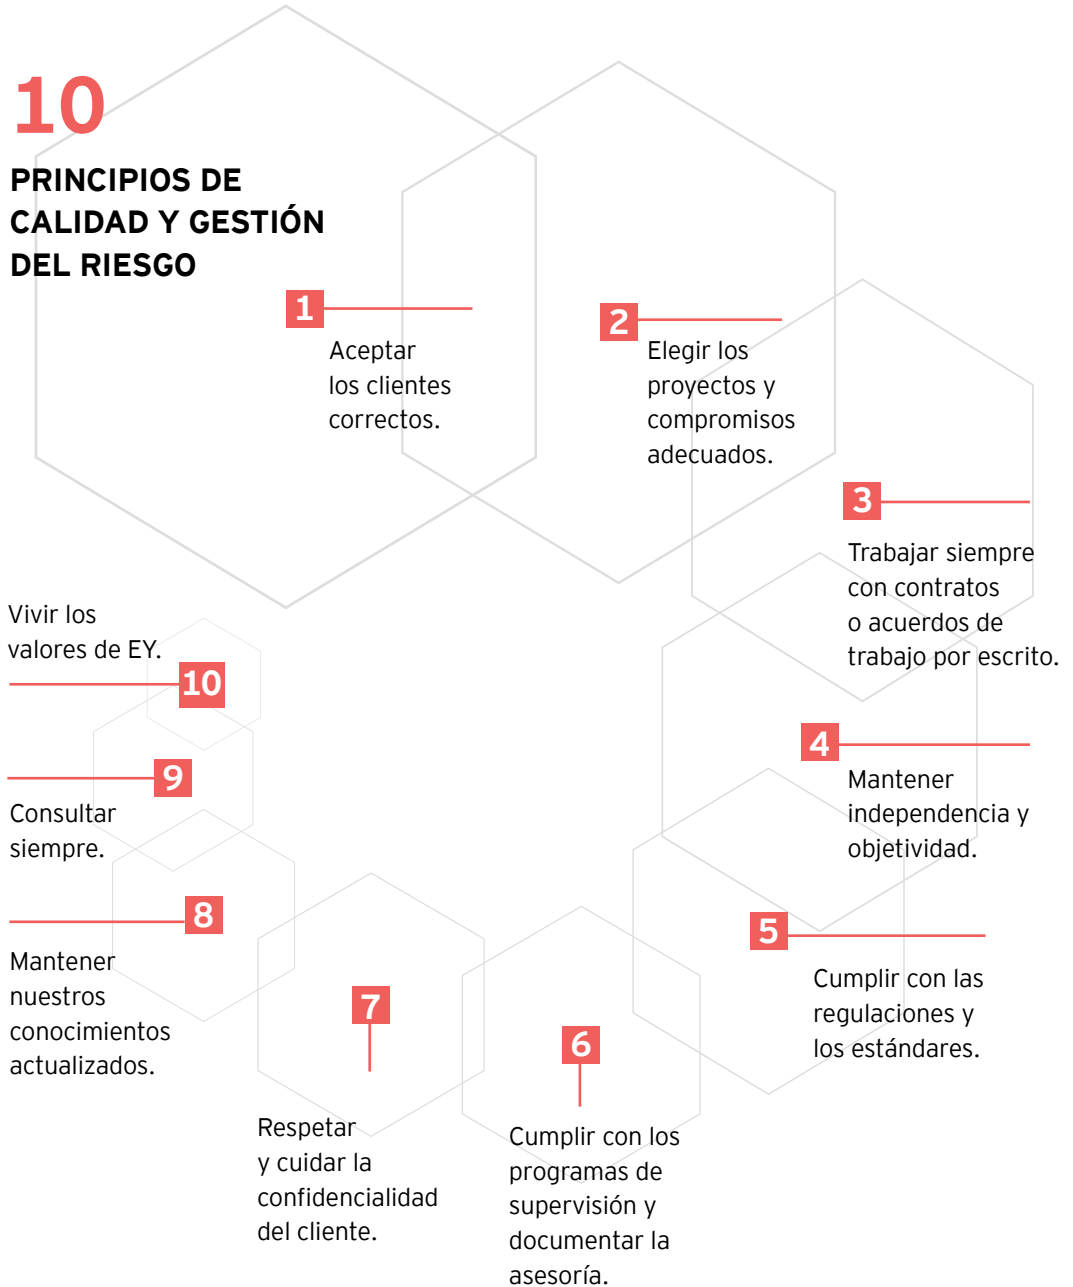 10
PRINCIPIOS DE
CALIDAD Y GESTIÓN
DEL RIESGO
1
Aceptar
los clientes
correctos.
2
Elegir los
proyectos y
compromisos
adecuados.
3
Trabajar siempre
con contratos
o acuerdos de
trabajo por escrito.
4
Mantener
independencia y
objetividad.
5
Cumplir con las
regulaciones y
los estándares.
6
Cumplir con los
programas de
supervisión y
documentar la
asesoría.
7
Respetar
y cuidar la
confidencialidad
del cliente.
8
Mantener
nuestros
conocimientos
actualizados.
9
Consultar
siempre.
10
Vivir los
valores de EY.